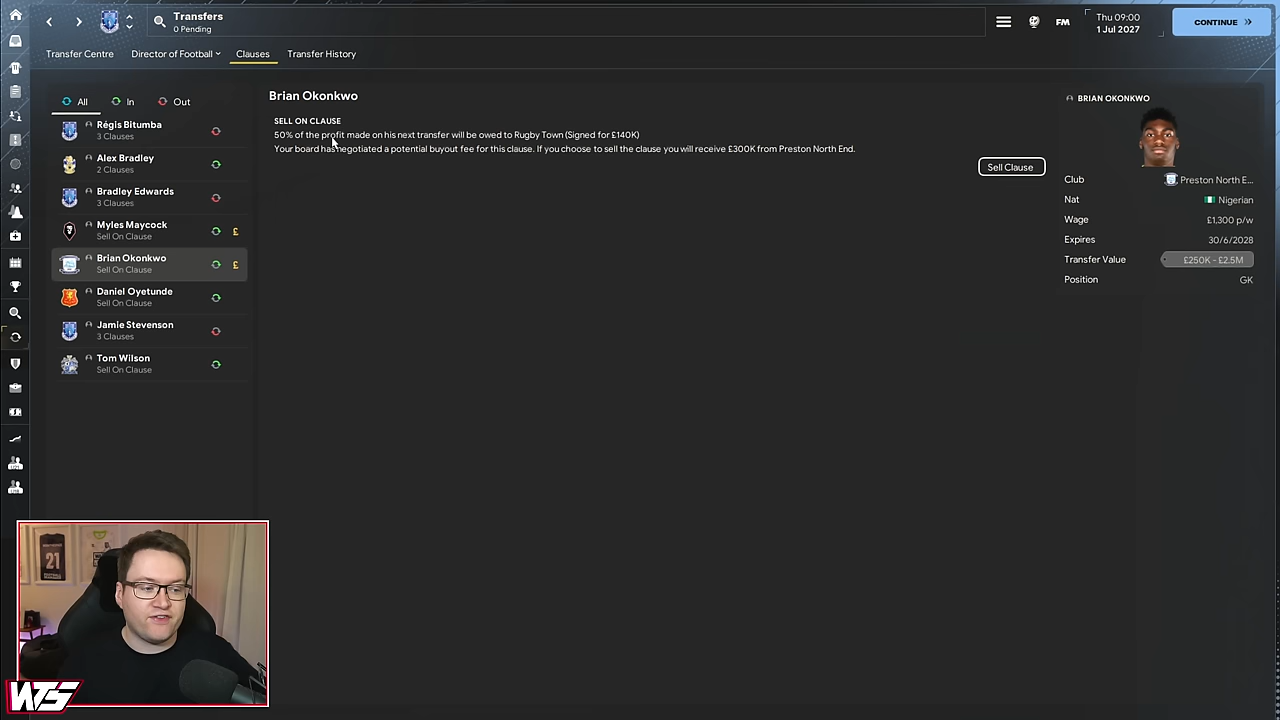 Transfers
0 Pending
FM
Thu 09:00
1 Jul 2027
CONTINUE
Transfer Centre
Director of Football
Clauses
Transfer History
All
In
Out
Régis Bitumba
3 Clauses
Alex Bradley
2 Clauses
Bradley Edwards
3 Clauses
Myles Maycock
Sell On Clause
£
Brian Okonkwo
Sell On Clause
£
Daniel Oyetunde
Sell On Clause
Jamie Stevenson
3 Clauses
Tom Wilson
Sell On Clause
Brian Okonkwo
SELL ON CLAUSE
50% of the profit made on his next transfer will be owed to Rugby Town (Signed for £140K)
Your board has negotiated a potential buyout fee for this clause. If you choose to sell the clause you will receive £300K from Preston North End.
Sell Clause
BRIAN OKONKWO
Club Preston North E...
Nat Nigerian
Wage £1,300 p/w
Expires 30/6/2028
Transfer Value £250K - £2.5M
Position GK
21
WTS